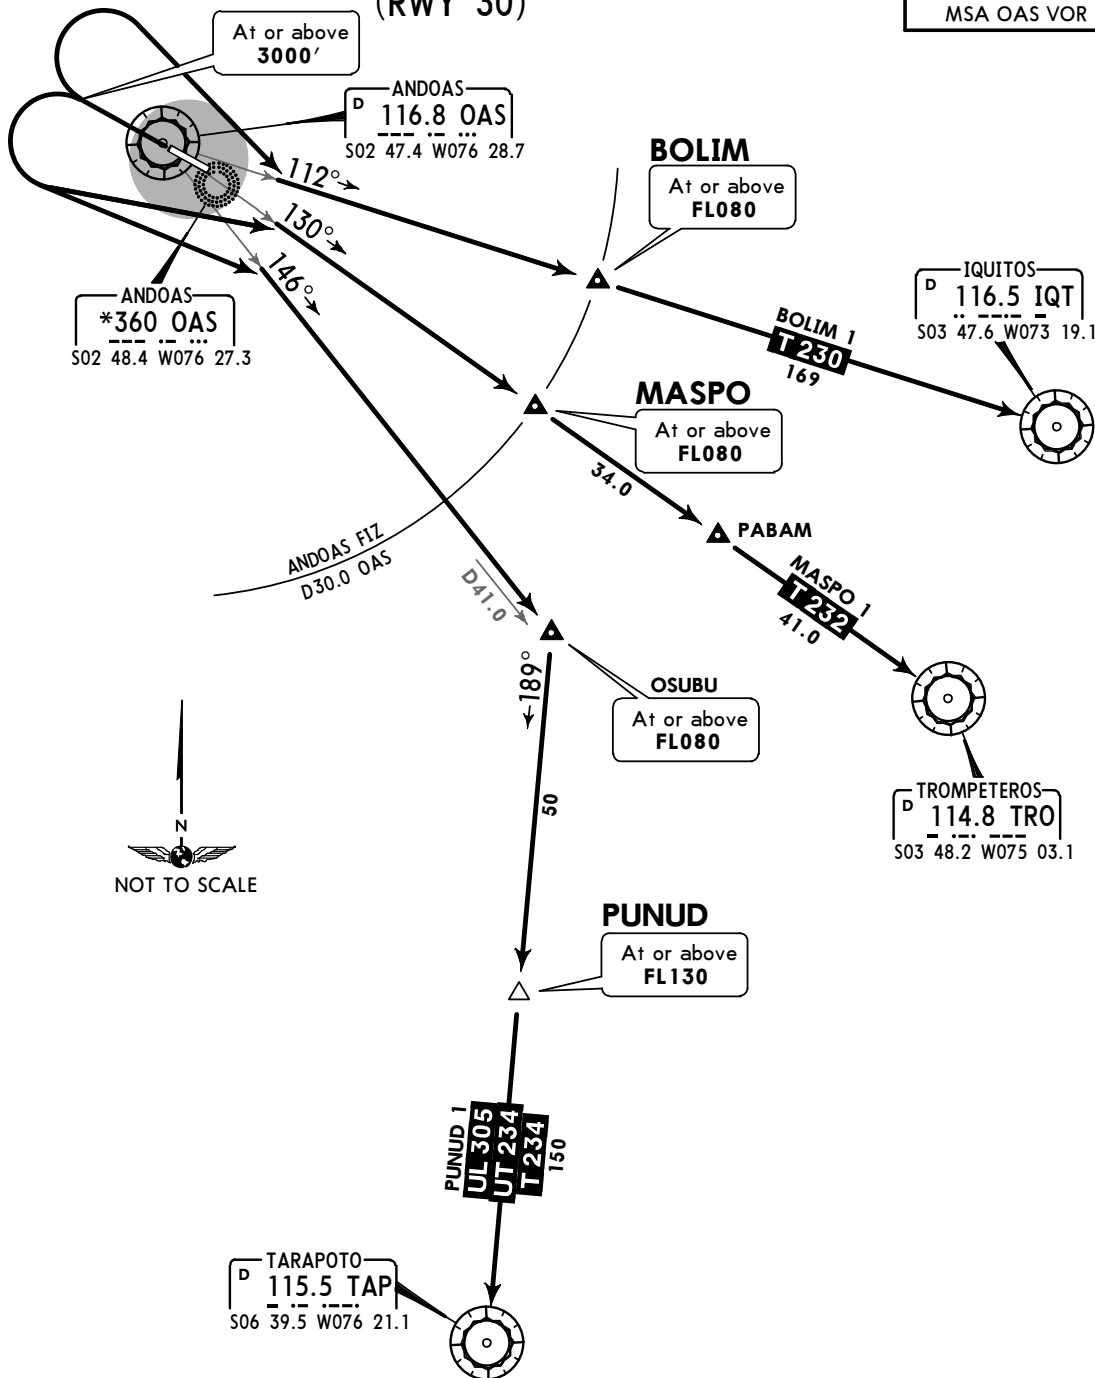 (RWY 30)
MSA OAS VOR
At or above
3000'
ANDOAS
D 116.8 OAS
S02 47.4 W076 28.7
BOLIM
At or above
FL080
112°
130°
146°
ANDOAS
*360 OAS
S02 48.4 W076 27.3
IQUITOS
D 116.5 IQT
S03 47.6 W073 19.1
BOLIM 1
T 230
169
MASPO
At or above
FL080
34.0
PABAM
ANDOAS FIZ
D30.0 OAS
D41.0
MASPO 1
T 232
41.0
189°
OSUBU
At or above
FL080
TROMPETEROS
D 114.8 TRO
S03 48.2 W075 03.1
50
N
NOT TO SCALE
PUNUD
At or above
FL130
PUNUD 1
UL 305
UT 234
T 234
150
TARAPOTO
D 115.5 TAP
S06 39.5 W076 21.1